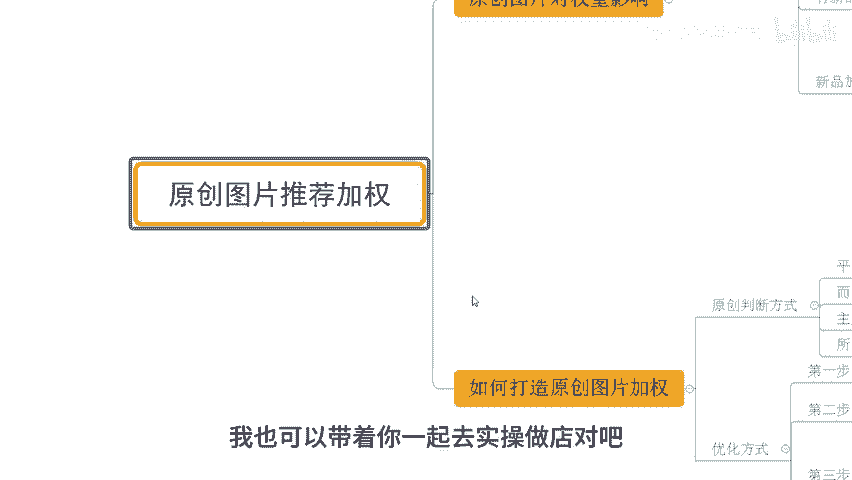 原创图片对权重影响
新品加
原创图片推荐加权
平
而
原创判断方式
主
所
第一步
如何打造原创图片加权
第二步
我也可以带着你一起去实操做店对吧
优化方式
第三步